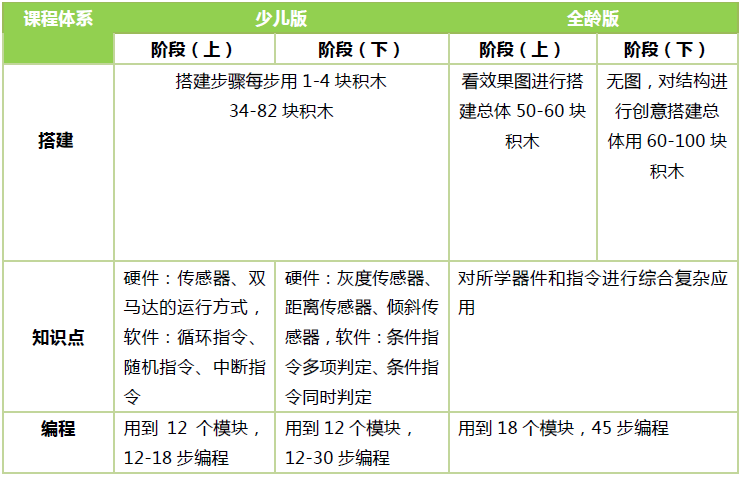 课程体系
少儿版
全龄版
阶段（上）
阶段（下）
阶段（上）
阶段（下）
搭建
搭建步骤每步用 1-4 块积木
34-82 块积木
看效果图进行搭
建总体 50-60 块
积木
无图，对结构进
行创意搭建总
体用 60-100 块
积木
知识点
硬件：传感器、双
马达的运行方式，
软件：循环指令、
随机指令、中断指
令
硬件：灰度传感器、
距离传感器、倾斜传
感器，软件：条件指
令多项判定、条件指
令同时判定
对所学器件和指令进行综合复杂应
用
编程
用到 12 个模块，
12-18 步编程
用到 12 个模块，
12-30 步编程
用到 18 个模块，45 步编程